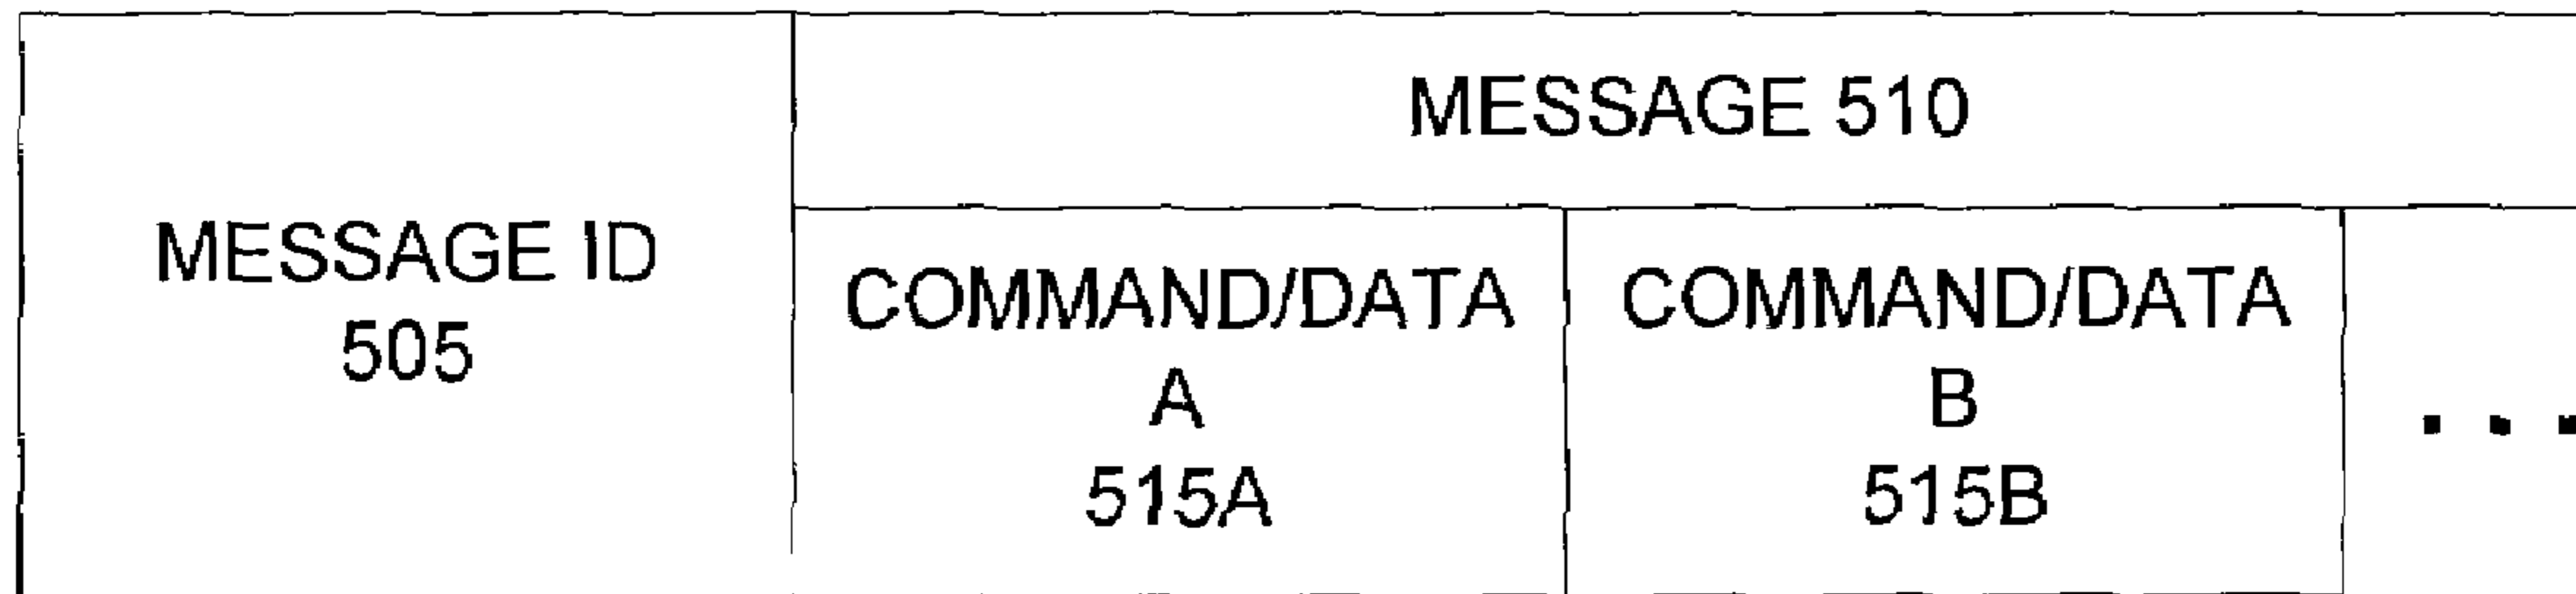 MESSAGE 510
MESSAGE ID
505
COMMAND/DATA
A
515A
COMMAND/DATA
B
515B
...